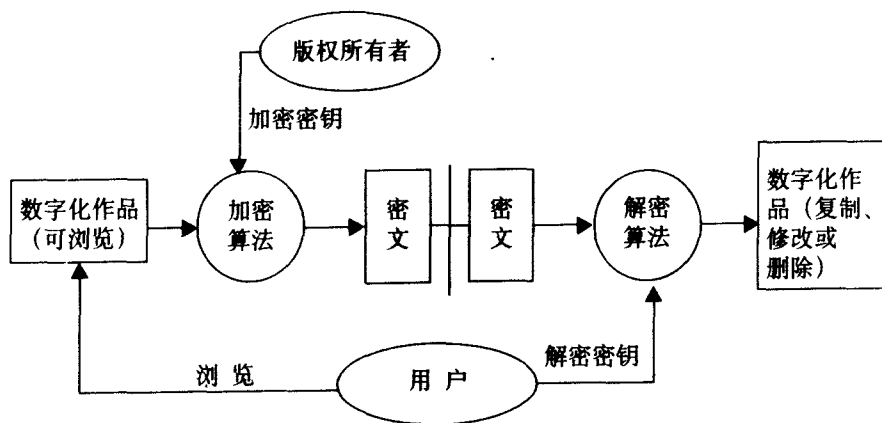 版权所有者
加密密钥
数字化作品
（可浏览）
加密
算法
密
文
密
文
解密
算法
数字化作
品（复制、
修改或
删除）
浏 览
用 户
解密密钥